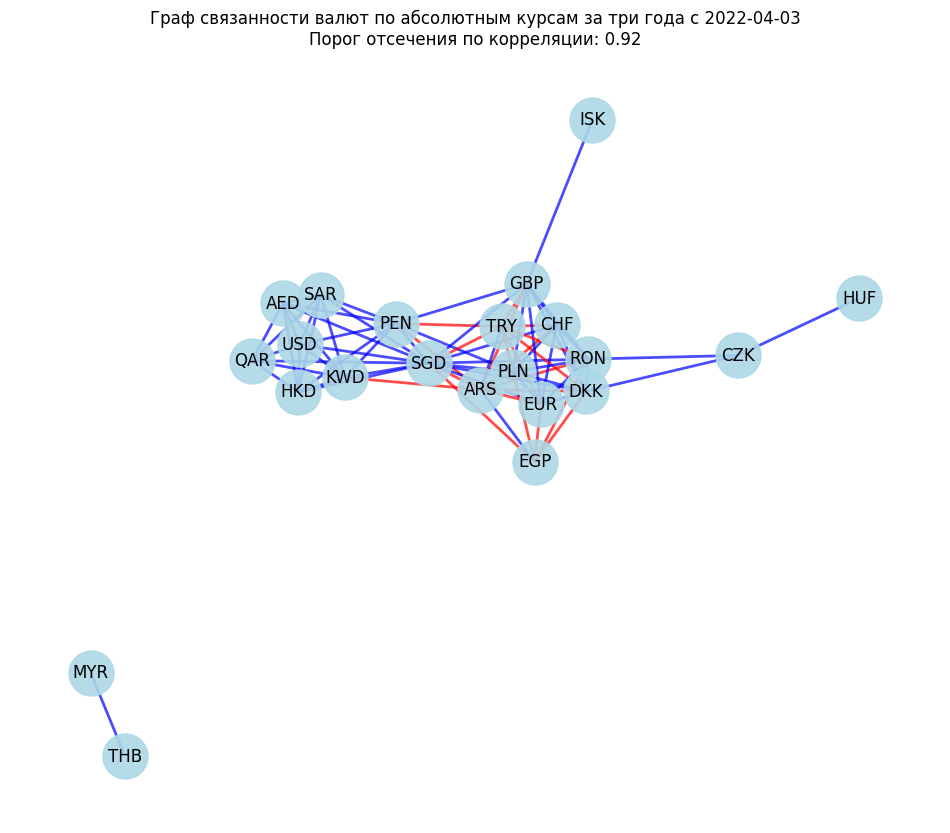 Граф связанности валют по абсолютным курсам за три года с 2022-04-03
Порог отсечения по корреляции: 0.92
ISK
GBP
HUF
SAR
AED
PEN
TRY
CHF
USD
CZK
RON
QAR
SGD
PLN
KWD
HKD
ARS
DKK
EUR
EGP
MYR
THB